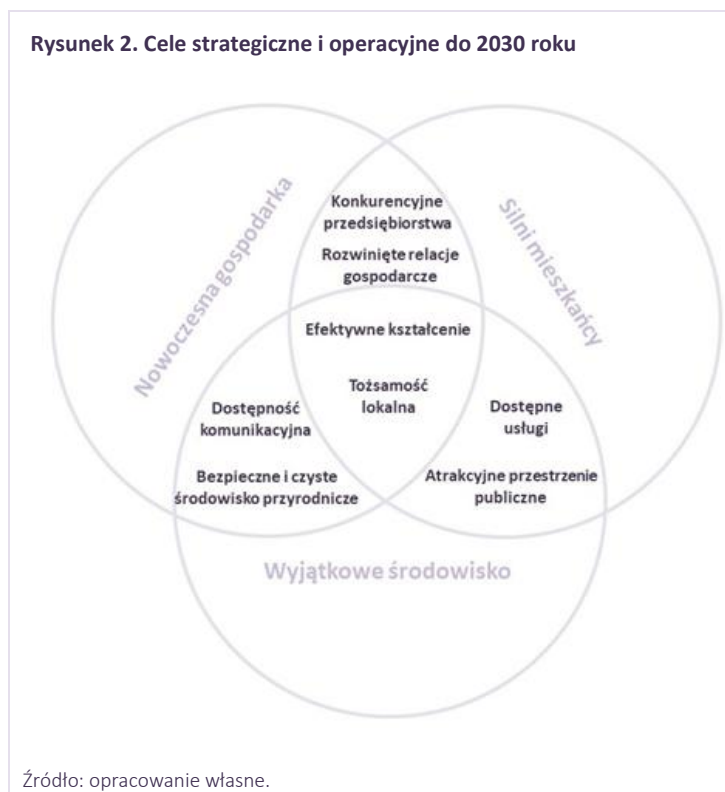 Rysunek 2. Cele strategiczne i operacyjne do 2030 roku
Nowoczesna gospodarka
Silni mieszkańcy
Konkurencyjne
przedsiębiorstwa
Rozwinięte relacje
gospodarcze
Efektywne kształcenie
Tożsamość
lokalna
Dostępność
komunikacyjna
Bezpieczne i czyste
środowisko przyrodnicze
Dostępne
usługi
Atrakcyjne przestrzenie
publiczne
Wyjątkowe środowisko
Źródło: opracowanie własne.